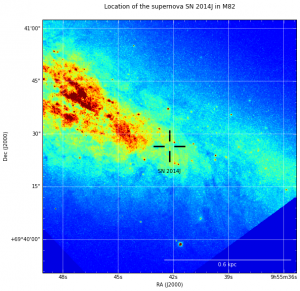 Location of the supernova SN 2014J in M82
41'00"
45"
30"
15"
+69°40'00"
Dec (J2000)
SN 2014J
0.6 kpc
48s
45s
42s
39s
9h55m36s
RA (J2000)